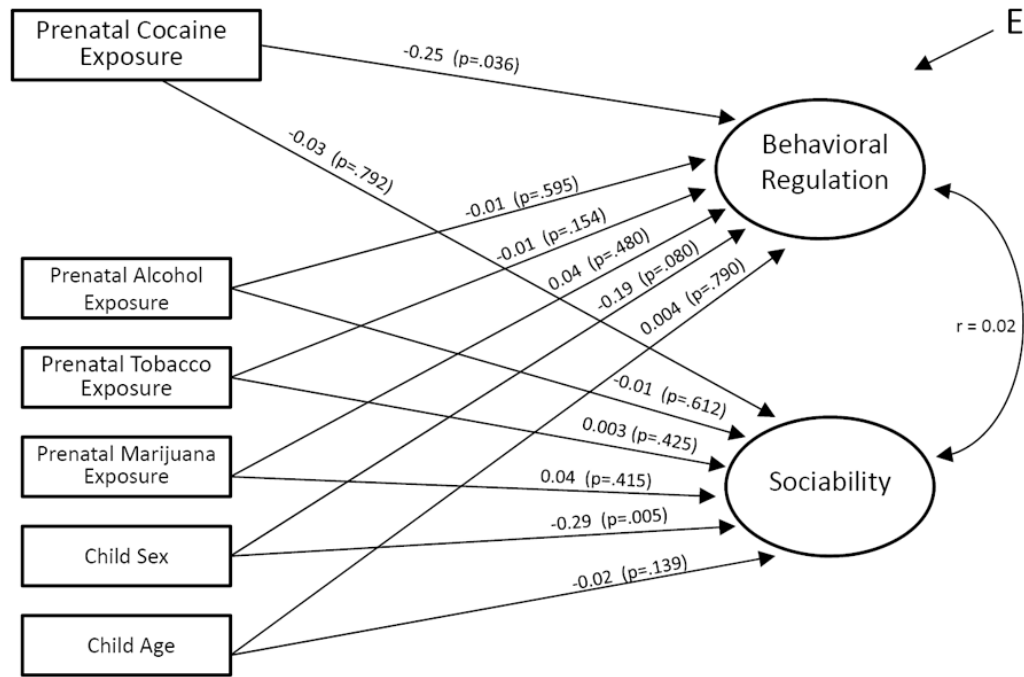 Prenatal Cocaine
Exposure
E
-0.25 (p=.036)
-0.03 (p=.792)
Behavioral
Regulation
-0.01 (p=.595)
-0.01 (p=.154)
0.04 (p=.480)
-0.19 (p=.080)
0.004 (p=.790)
Prenatal Alcohol
Exposure
r = 0.02
Prenatal Tobacco
Exposure
-0.01 (p=.612)
0.003 (p=.425)
Prenatal Marijuana
Exposure
0.04 (p=.415)
Sociability
-0.29 (p=.005)
Child Sex
-0.02 (p=.139)
Child Age